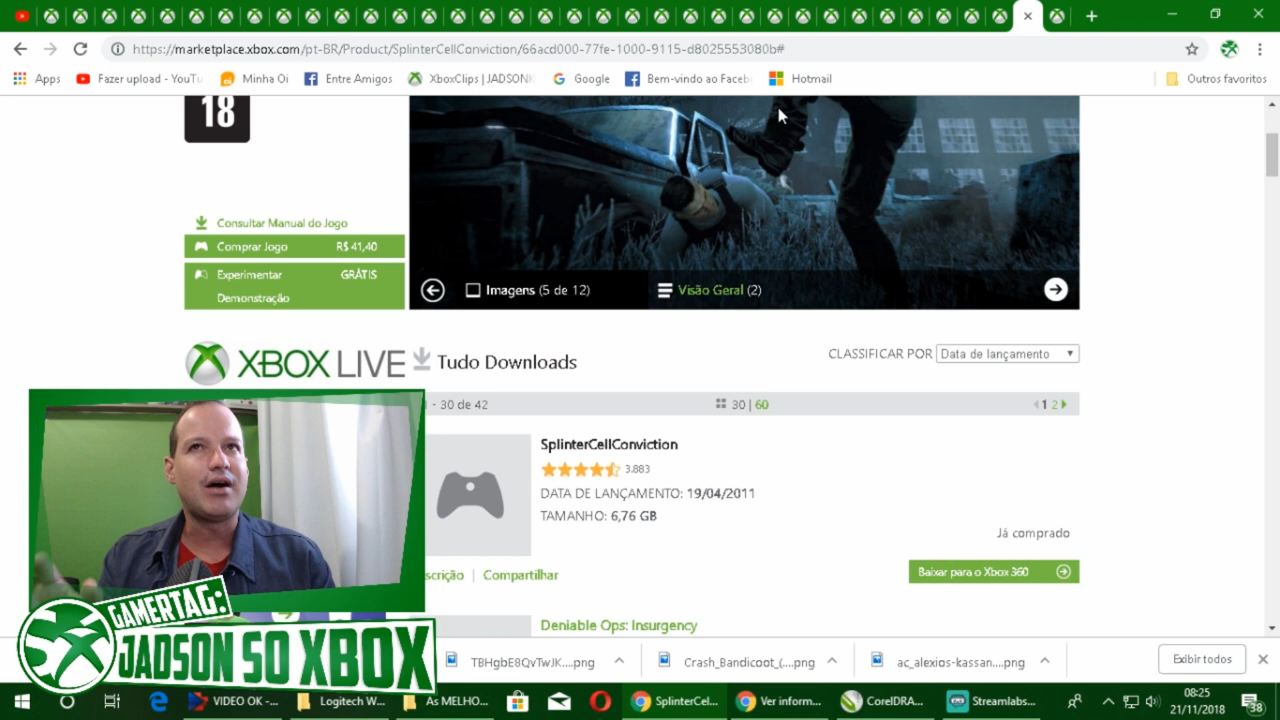 https://marketplace.xbox.com/pt-BR/Product/SplinterCellConviction/66acd000-77fe-1000-9115-d8025553080b#
Apps
Fazer upload - YouTu
Minha Oi
Entre Amigos
XboxClips | JADSON
Google
Bem-vindo ao Faceb
Hotmail
Outros favoritos
18
Consultar Manual do Jogo
Comprar Jogo R$ 41,40
Experimentar GRÁTIS
Demonstração
Imagens (5 de 12)
Visão Geral (2)
XBOX LIVE
Tudo Downloads
CLASSIFICAR POR Data de lançamento
- 30 de 42
30 | 60
1 2
SplinterCellConviction
3.883
DATA DE LANÇAMENTO: 19/04/2011
TAMANHO: 6,76 GB
Já comprado
Baixar para o Xbox 360
scrição | Compartilhar
Deniable Ops: Insurgency
GAMERTAG:
JADSON SO XBOX
TBHgbE8QvTwJK....png
Crash_Bandicoot_(....png
ac_alexios-kassan....png
Exibir todos
VIDEO OK -...
Logitech W...
As MELHO...
SplinterCel...
Ver inform...
CorelDRA...
Streamlabs...
08:25
21/11/2018
38